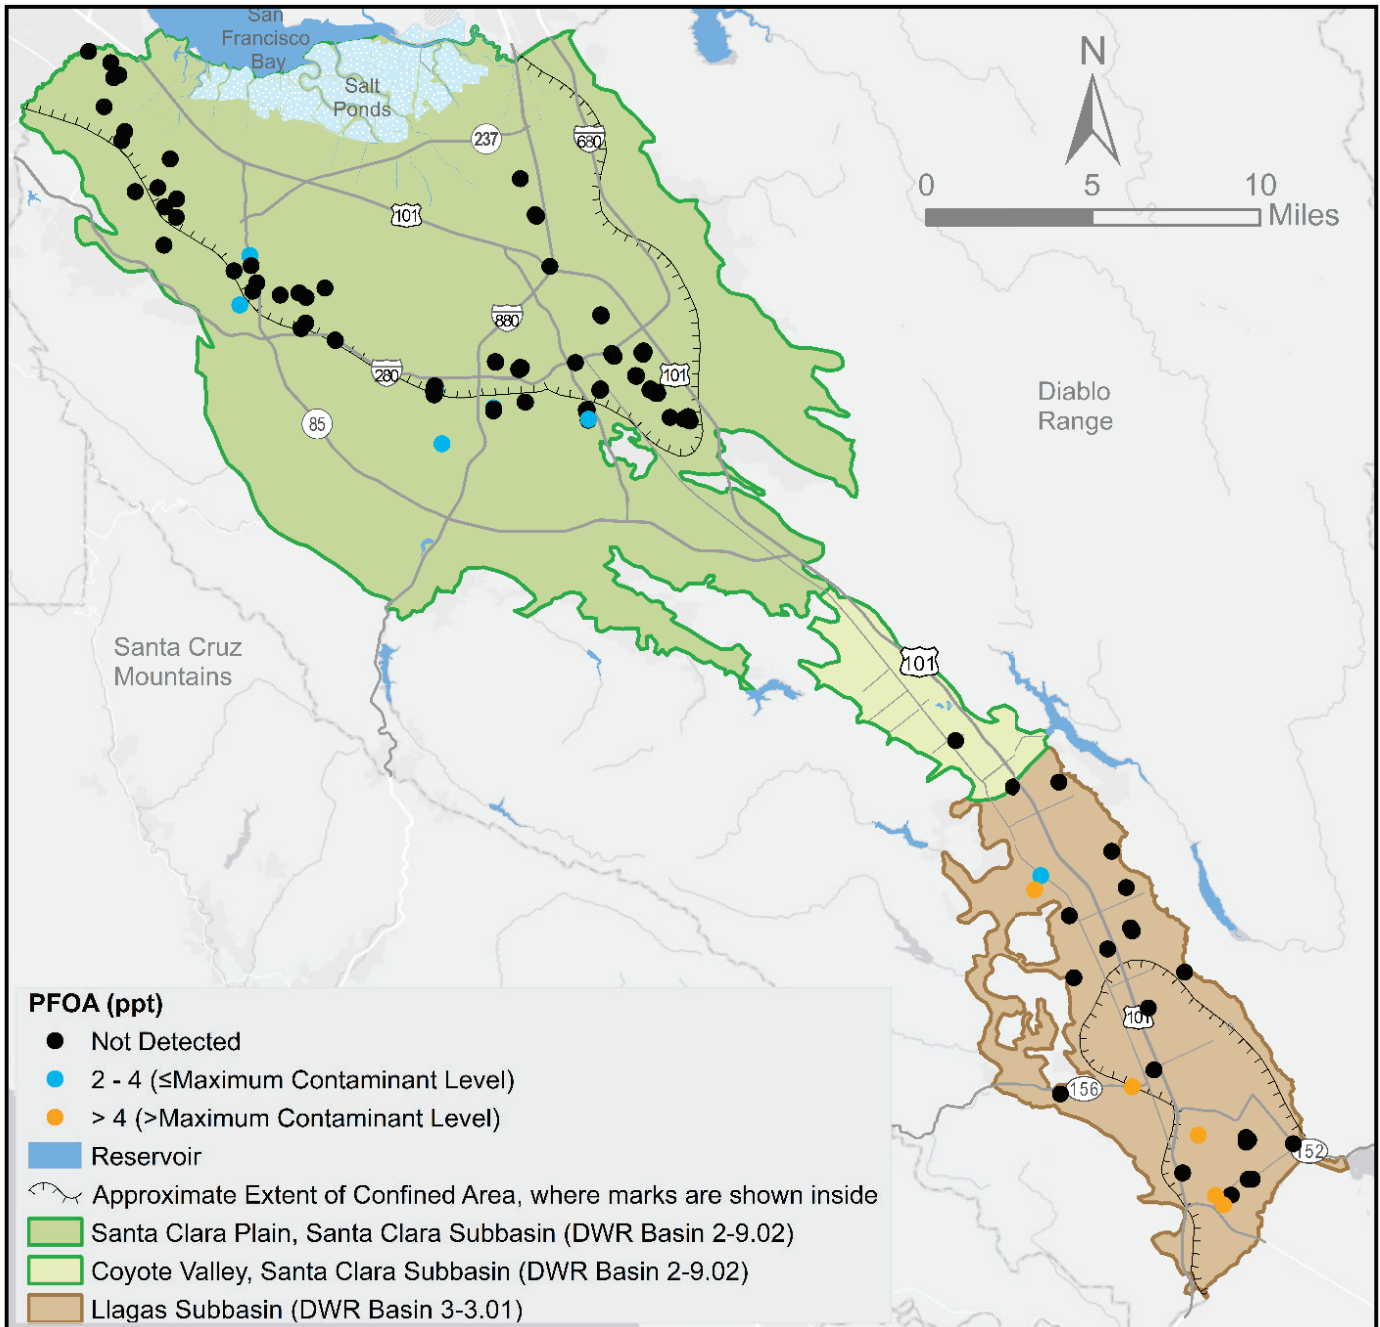 San
Francisco
Bay
Salt
Ponds
N
237
680
0 5 10
Miles
101
880
280
101
85
Diablo
Range
Santa Cruz
Mountains
101
101
156
152
PFOA (ppt)
Not Detected
2 - 4 (≤Maximum Contaminant Level)
> 4 (>Maximum Contaminant Level)
Reservoir
Approximate Extent of Confined Area, where marks are shown inside
Santa Clara Plain, Santa Clara Subbasin (DWR Basin 2-9.02)
Coyote Valley, Santa Clara Subbasin (DWR Basin 2-9.02)
Llagas Subbasin (DWR Basin 3-3.01)